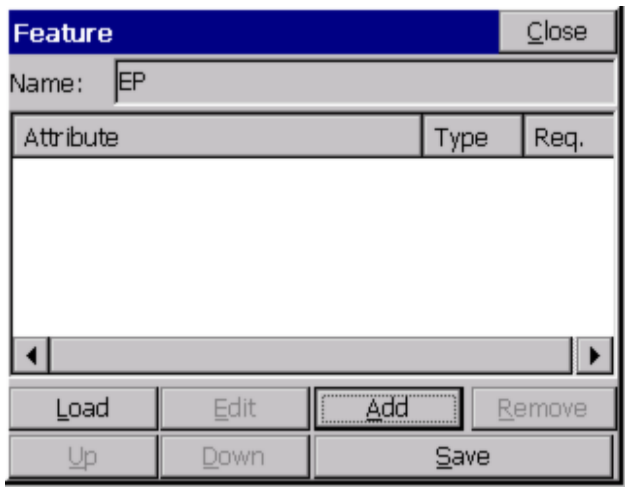 Feature Close
Name: EP
Attribute Type Req.
Load Edit Add Remove
Up Down Save